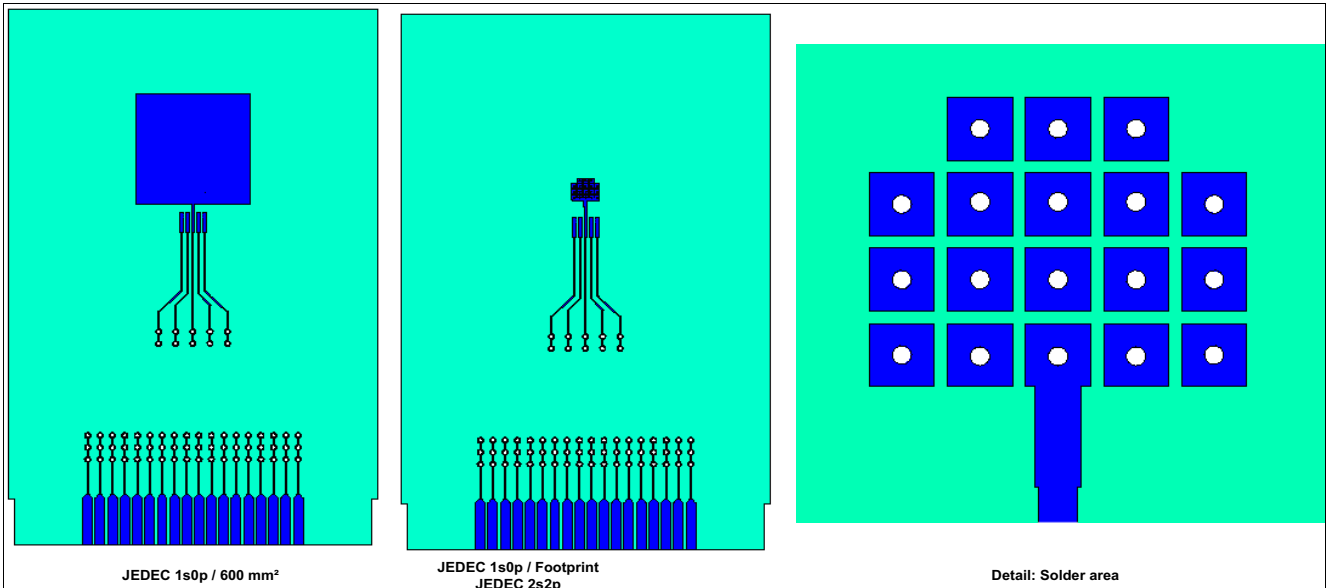 JEDEC 1s0p / 600 mm²
JEDEC 1s0p / Footprint
JEDEC 2s2p
Detail: Solder area